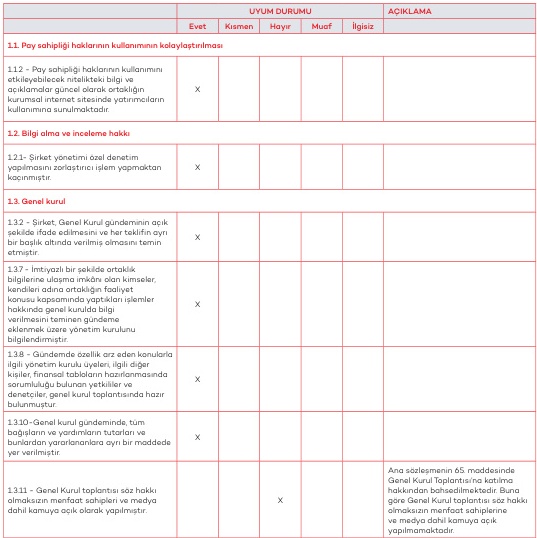 UYUM DURUMU AÇIKLAMA
Evet Kısmen Hayır Muaf İlgisiz
1.1. Pay sahipliği haklarının kullanımının kolaylaştırılması
1.1.2 - Pay sahipliği haklarının kullanımını
etkileyebilecek nitelikteki bilgi ve
açıklamalar güncel olarak ortaklığın
kurumsal internet sitesinde yatırımcıların
kullanımına sunulmaktadır.
X
1.2. Bilgi alma ve inceleme hakkı
1.2.1- Şirket yönetimi özel denetim
yapılmasını zorlaştırıcı işlem yapmaktan
kaçınmıştır.
X
1.3. Genel kurul
1.3.2 - Şirket, Genel Kurul gündeminin açık
şekilde ifade edilmesini ve her teklifin ayrı
bir başlık altında verilmiş olmasını temin
etmiştir.
X
1.3.7 - İmtiyazlı bir şekilde ortaklık
bilgilerine ulaşma imkânı olan kimseler,
kendileri adına ortaklığın faaliyet
konusu kapsamında yaptıkları işlemler
hakkında genel kurulda bilgi
verilmesini teminen gündeme
eklenmek üzere yönetim kurulunu
bilgilendirmiştir.
X
1.3.8 - Gündemde özellik arz eden konularla
ilgili yönetim kurulu üyeleri, ilgili diğer
kişiler, finansal tabloların hazırlanmasında
sorumluluğu bulunan yetkililer ve
denetçiler, genel kurul toplantısında hazır
bulunmuştur.
X
1.3.10-Genel kurul gündeminde, tüm
bağışların ve yardımların tutarları ve
bunlardan yararlananlara ayrı bir maddede
yer verilmiştir.
X
1.3.11 - Genel Kurul toplantısı söz hakkı
olmaksızın menfaat sahipleri ve medya
dahil kamuya açık olarak yapılmıştır.
X
Ana sözleşmenin 65. maddesinde
Genel Kurul Toplantısı'na katılma
hakkından bahsedilmektedir. Buna
göre Genel Kurul toplantısı söz hakkı
olmaksızın menfaat sahiplerine
ve medya dahil kamuya açık
yapılmamaktadır.